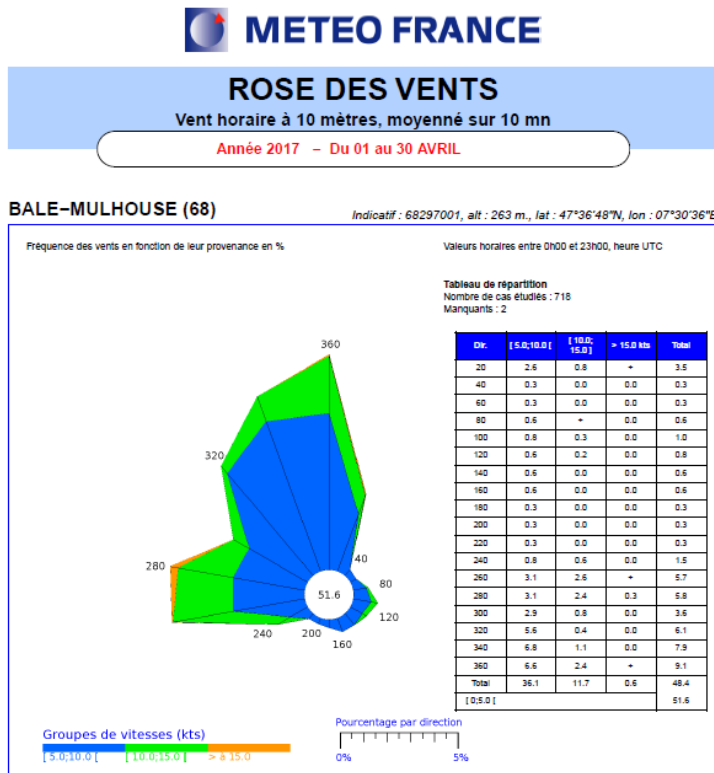 METEO FRANCE
ROSE DES VENTS
Vent horaire à 10 mètres, moyenné sur 10 mn
Année 2017 – Du 01 au 30 AVRIL
BALE–MULHOUSE (68)
Indicatif : 68297001, alt : 263 m., lat : 47°36'48"N, lon : 07°30'36"E
Fréquence des vents en fonction de leur provenance en %
Valeurs horaires entre 0h00 et 23h00, heure UTC
Tableau de répartition
Nombre de cas étudiés : 718
Manquants : 2
360
320
280
240
200
160
120
80
40
51.6
Dir. [ 5.0;10.0 [ [ 10.0; 15.0 ] > 15.0 kts Total
20 2.6 0.8 + 3.5
40 0.3 0.0 0.0 0.3
60 0.3 0.0 0.0 0.3
80 0.6 + 0.0 0.6
100 0.8 0.3 0.0 1.0
120 0.6 0.2 0.0 0.8
140 0.6 0.0 0.0 0.6
160 0.6 0.0 0.0 0.6
180 0.3 0.0 0.0 0.3
200 0.3 0.0 0.0 0.3
220 0.3 0.0 0.0 0.3
240 0.8 0.6 0.0 1.5
260 3.1 2.6 + 5.7
280 3.1 2.4 0.3 5.8
300 2.9 0.8 0.0 3.6
320 5.6 0.4 0.0 6.1
340 6.8 1.1 0.0 7.9
360 6.6 2.4 + 9.1
Total 36.1 11.7 0.6 48.4
[ 0;5.0 [ 51.6
Groupes de vitesses (kts)
[ 5.0;10.0 [ [ 10.0;15.0 ] > à 15.0
Pourcentage par direction
0% 5%